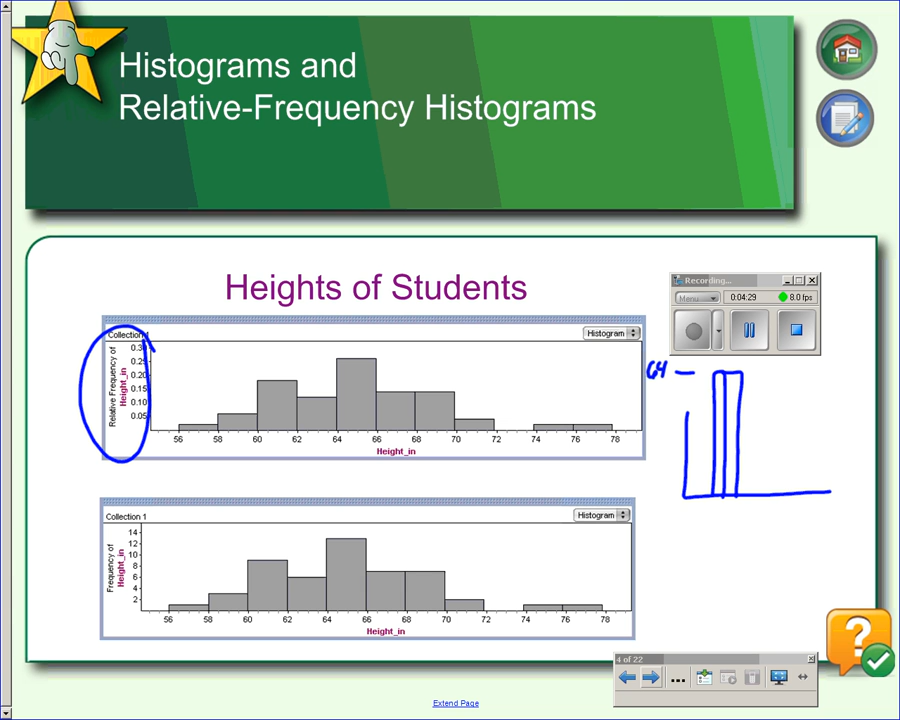 Histograms and
Relative-Frequency Histograms
Heights of Students
Recording...
Menu
0:04:29
8.0 fps
Collection 1
Histogram
Relative Frequency of
Height_in
0.30
0.25
0.20
0.15
0.10
0.05
56 58 60 62 64 66 68 70 72 74 76 78
Height_in
64
Collection 1
Histogram
Frequency of
Height_in
14
12
10
8
6
4
2
56 58 60 62 64 66 68 70 72 74 76 78
Height_in
?
4 of 22
...
Extend Page